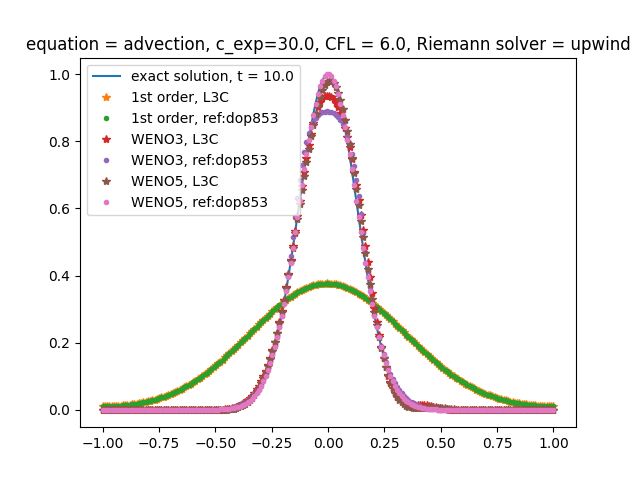 equation = advection, c_exp=30.0, CFL = 6.0, Riemann solver = upwind
exact solution, t = 10.0
1st order, L3C
1st order, ref:dop853
WENO3, L3C
WENO3, ref:dop853
WENO5, L3C
WENO5, ref:dop853
1.0
0.8
0.6
0.4
0.2
0.0
−1.00 −0.75 −0.50 −0.25 0.00 0.25 0.50 0.75 1.00